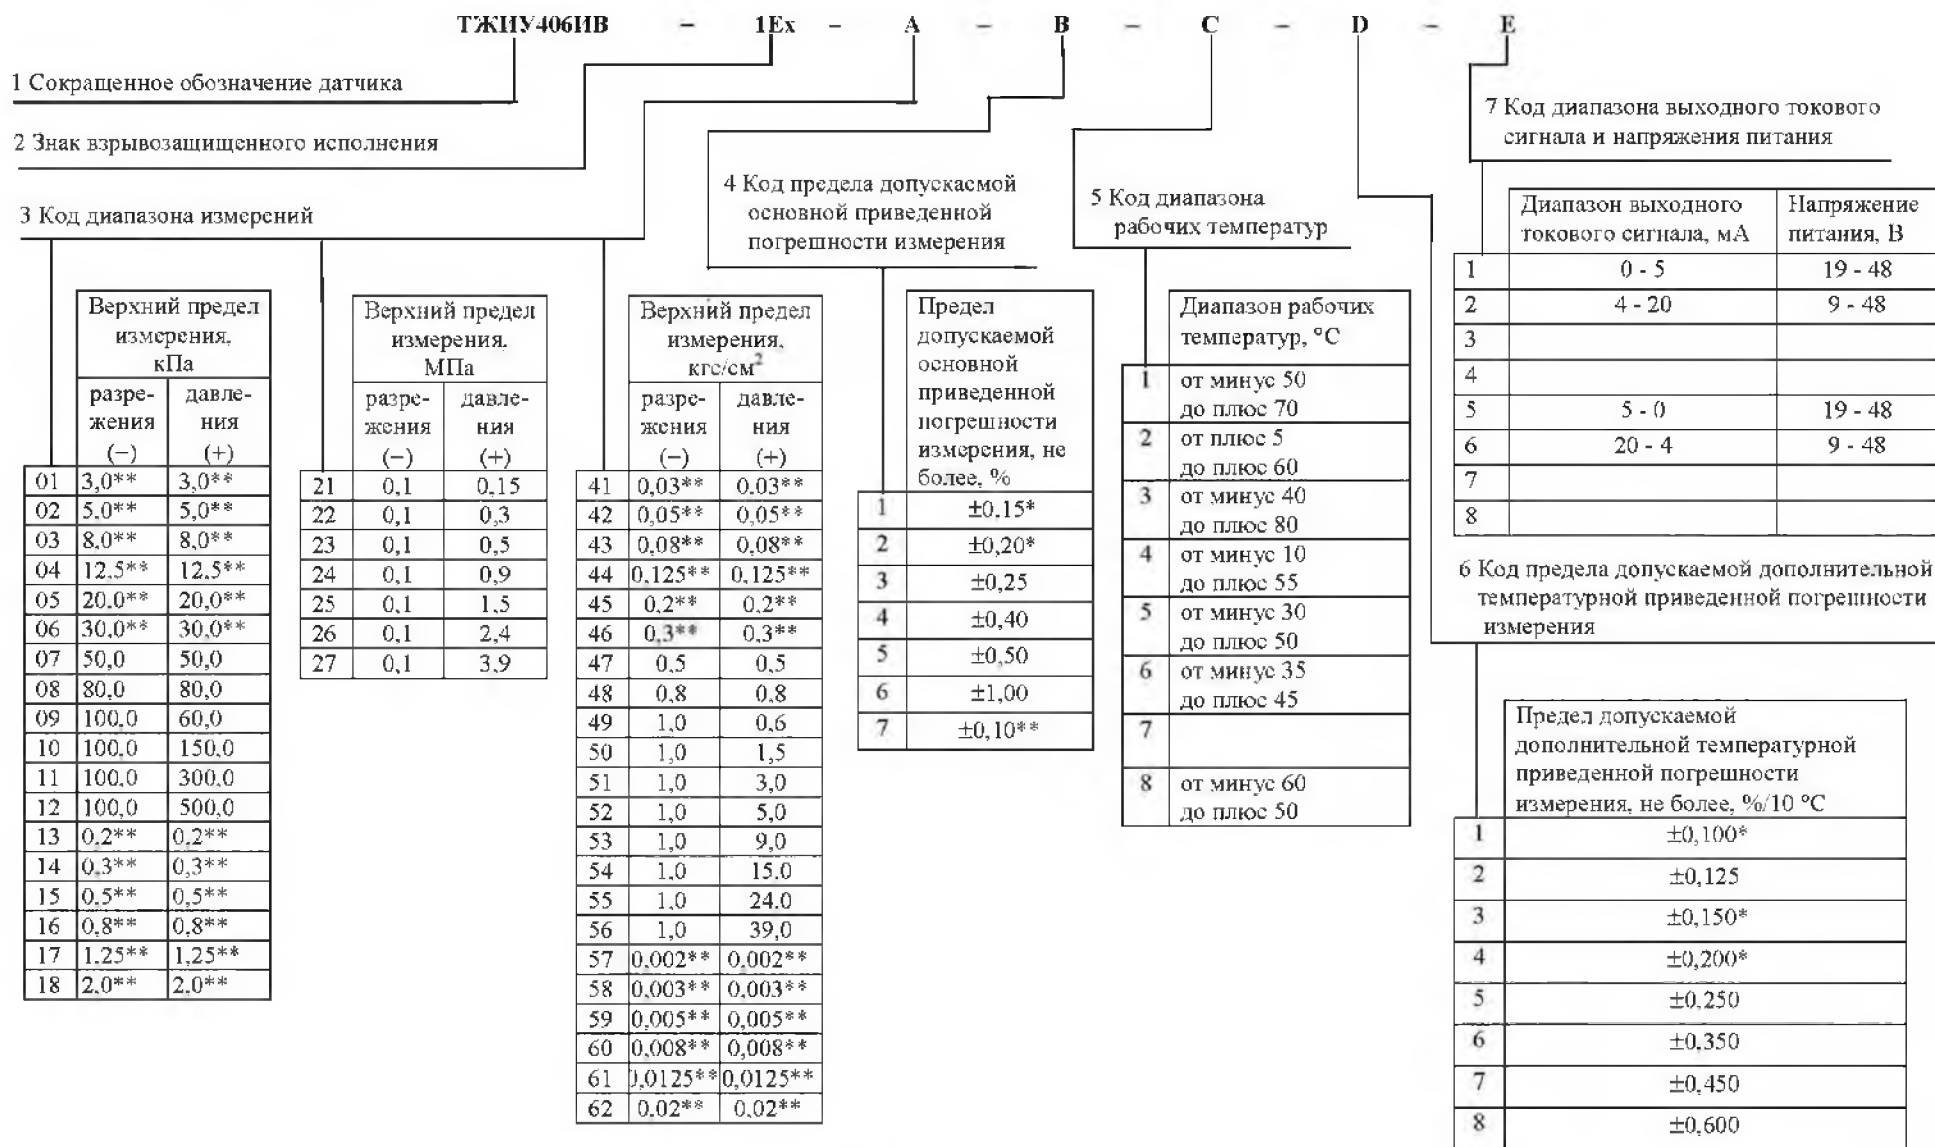 ТЖИУ406ИВ – 1Ex – A – B – C – D – E
1 Сокращенное обозначение датчика
2 Знак взрывозащищенного исполнения
3 Код диапазона измерений
Верхний предел
измерения,
кПа
разре-
жения
(−)
давле-
ния
(+)
01 3,0** 3,0**
02 5,0** 5,0**
03 8,0** 8,0**
04 12,5** 12,5**
05 20,0** 20,0**
06 30,0** 30,0**
07 50,0 50,0
08 80,0 80,0
09 100,0 60,0
10 100,0 150,0
11 100,0 300,0
12 100,0 500,0
13 0,2** 0,2**
14 0,3** 0,3**
15 0,5** 0,5**
16 0,8** 0,8**
17 1,25** 1,25**
18 2,0** 2,0**
Верхний предел
измерения,
МПа
разре-
жения
(−)
давле-
ния
(+)
21 0,1 0,15
22 0,1 0,3
23 0,1 0,5
24 0,1 0,9
25 0,1 1,5
26 0,1 2,4
27 0,1 3,9
Верхний предел
измерения,
кгс/см²
разре-
жения
(−)
давле-
ния
(+)
41 0,03** 0,03**
42 0,05** 0,05**
43 0,08** 0,08**
44 0,125** 0,125**
45 0,2** 0,2**
46 0,3** 0,3**
47 0,5 0,5
48 0,8 0,8
49 1,0 0,6
50 1,0 1,5
51 1,0 3,0
52 1,0 5,0
53 1,0 9,0
54 1,0 15,0
55 1,0 24,0
56 1,0 39,0
57 0,002** 0,002**
58 0,003** 0,003**
59 0,005** 0,005**
60 0,008** 0,008**
61 0,0125** 0,0125**
62 0,02** 0,02**
4 Код предела допускаемой
основной приведенной
погрешности измерения
Предел
допускаемой
основной
приведенной
погрешности
измерения, не
более, %
1 ±0,15*
2 ±0,20*
3 ±0,25
4 ±0,40
5 ±0,50
6 ±1,00
7 ±0,10**
5 Код диапазона
рабочих температур
Диапазон рабочих
температур, °C
1 от минус 50
до плюс 70
2 от плюс 5
до плюс 60
3 от минус 40
до плюс 80
4 от минус 10
до плюс 55
5 от минус 30
до плюс 50
6 от минус 35
до плюс 45
7
8 от минус 60
до плюс 50
7 Код диапазона выходного токового
сигнала и напряжения питания
Диапазон выходного
токового сигнала, мА
Напряжение
питания, В
1 0 - 5 19 - 48
2 4 - 20 9 - 48
3
4
5 5 - 0 19 - 48
6 20 - 4 9 - 48
7
8
6 Код предела допускаемой дополнительной
температурной приведенной погрешности
измерения
Предел допускаемой
дополнительной температурной
приведенной погрешности
измерения, не более, %/10 °C
1 ±0,100*
2 ±0,125
3 ±0,150*
4 ±0,200*
5 ±0,250
6 ±0,350
7 ±0,450
8 ±0,600